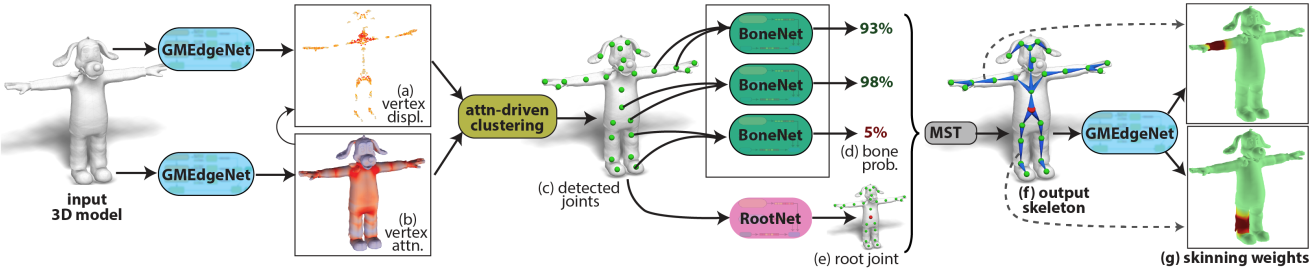 input
3D model
GMEdgeNet
GMEdgeNet
(a)
vertex
displ.
(b)
vertex
attn.
attn-driven
clustering
(c) detected
joints
BoneNet
BoneNet
BoneNet
93%
98%
5%
(d) bone
prob.
RootNet
(e) root joint
MST
(f) output
skeleton
GMEdgeNet
(g) skinning weights